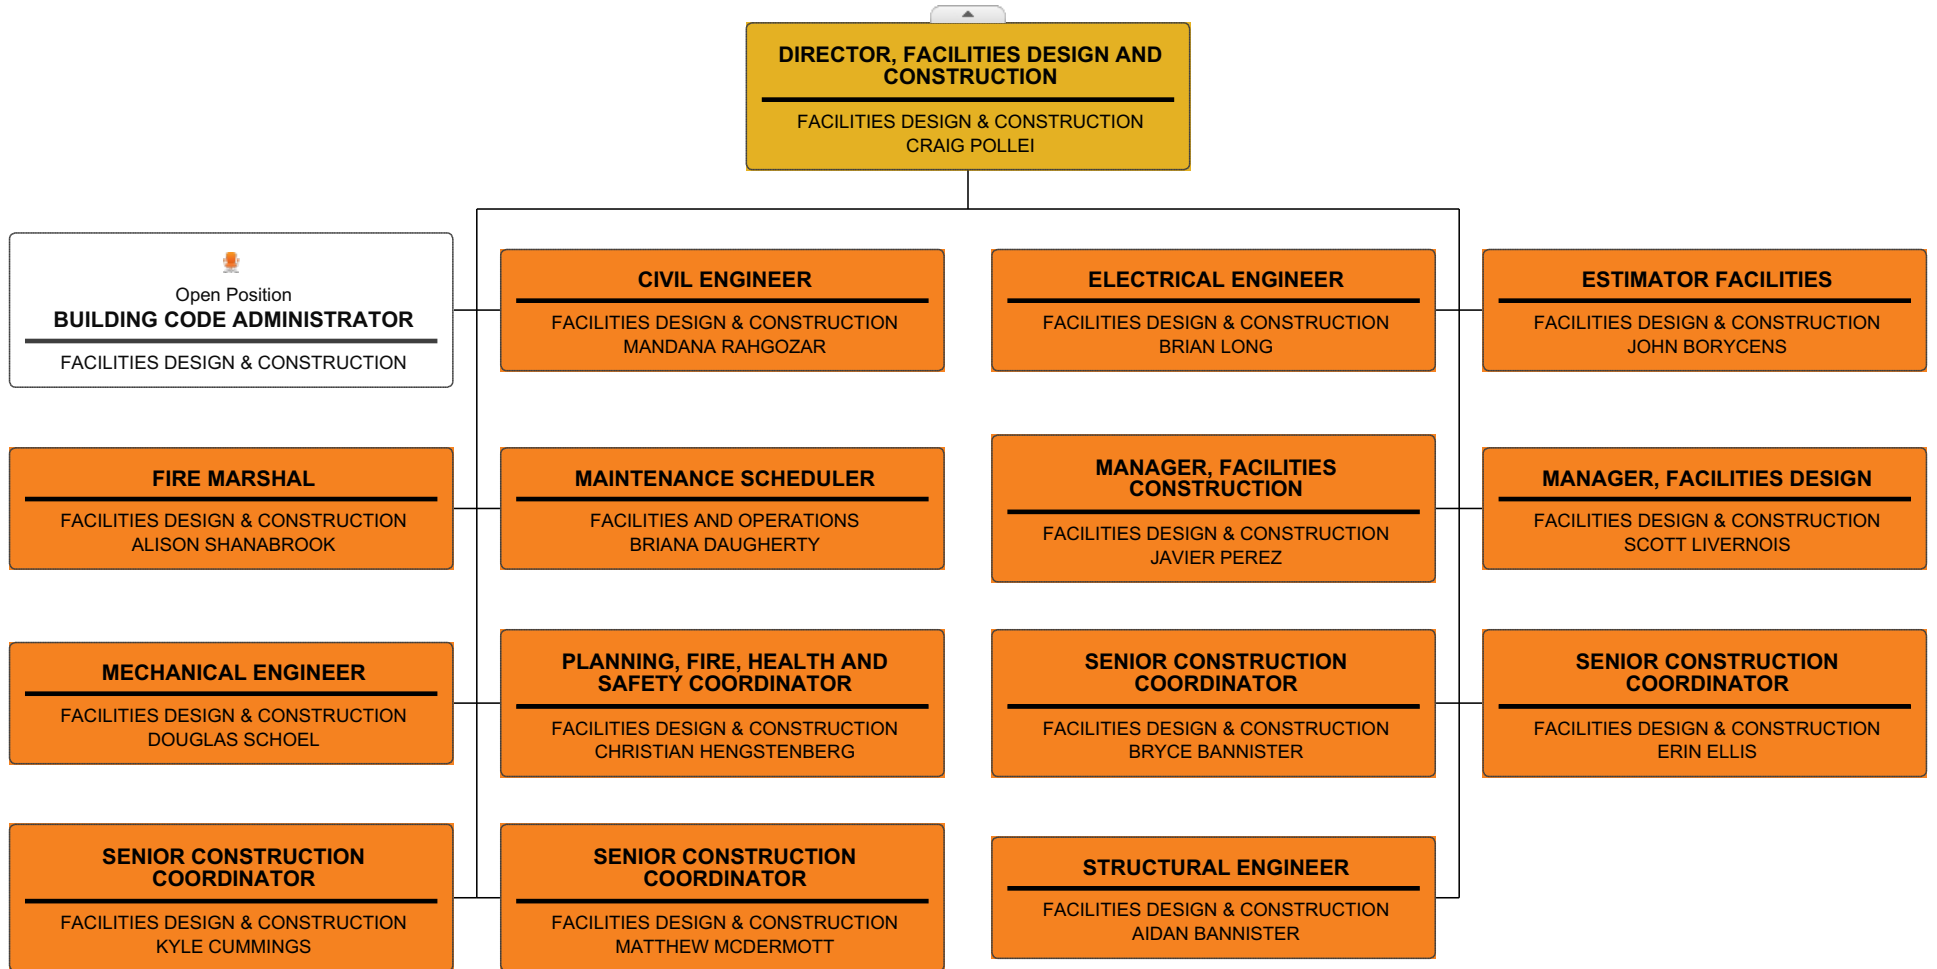 DIRECTOR, FACILITIES DESIGN AND
CONSTRUCTION
FACILITIES DESIGN & CONSTRUCTION
CRAIG POLLEI
Open Position
BUILDING CODE ADMINISTRATOR
FACILITIES DESIGN & CONSTRUCTION
CIVIL ENGINEER
FACILITIES DESIGN & CONSTRUCTION
MANDANA RAHGOZAR
ELECTRICAL ENGINEER
FACILITIES DESIGN & CONSTRUCTION
BRIAN LONG
ESTIMATOR FACILITIES
FACILITIES DESIGN & CONSTRUCTION
JOHN BORYCENS
FIRE MARSHAL
FACILITIES DESIGN & CONSTRUCTION
ALISON SHANABROOK
MAINTENANCE SCHEDULER
FACILITIES AND OPERATIONS
BRIANA DAUGHERTY
MANAGER, FACILITIES
CONSTRUCTION
FACILITIES DESIGN & CONSTRUCTION
JAVIER PEREZ
MANAGER, FACILITIES DESIGN
FACILITIES DESIGN & CONSTRUCTION
SCOTT LIVERNOIS
MECHANICAL ENGINEER
FACILITIES DESIGN & CONSTRUCTION
DOUGLAS SCHOEL
PLANNING, FIRE, HEALTH AND
SAFETY COORDINATOR
FACILITIES DESIGN & CONSTRUCTION
CHRISTIAN HENGSTENBERG
SENIOR CONSTRUCTION
COORDINATOR
FACILITIES DESIGN & CONSTRUCTION
BRYCE BANNISTER
SENIOR CONSTRUCTION
COORDINATOR
FACILITIES DESIGN & CONSTRUCTION
ERIN ELLIS
SENIOR CONSTRUCTION
COORDINATOR
FACILITIES DESIGN & CONSTRUCTION
KYLE CUMMINGS
SENIOR CONSTRUCTION
COORDINATOR
FACILITIES DESIGN & CONSTRUCTION
MATTHEW MCDERMOTT
STRUCTURAL ENGINEER
FACILITIES DESIGN & CONSTRUCTION
AIDAN BANNISTER